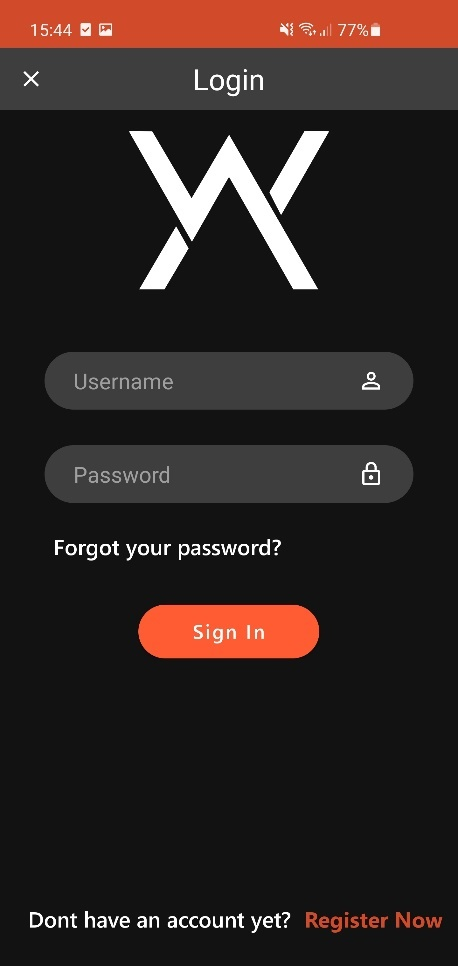 15:44 77%
Login
Username
Password
Forgot your password?
Sign In
Dont have an account yet? Register Now